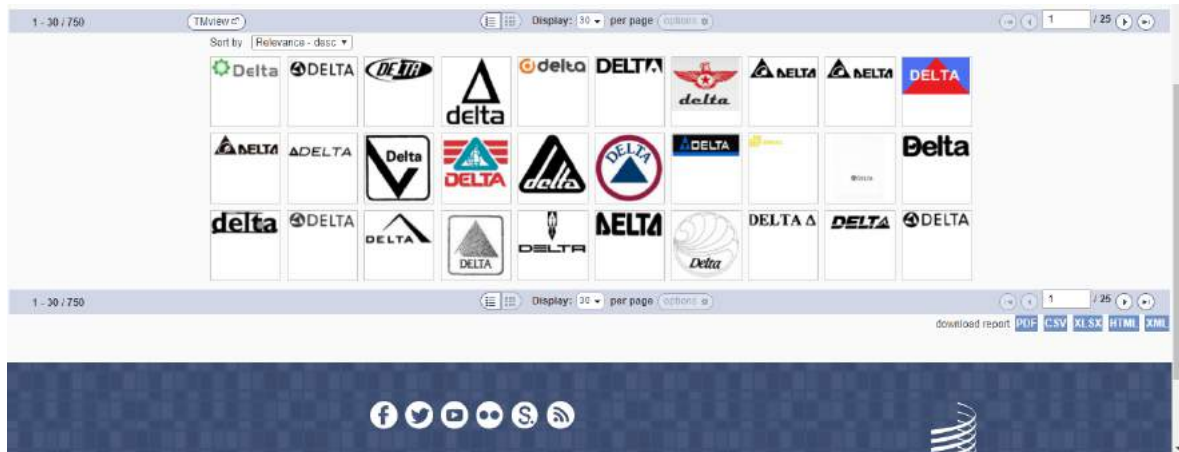 1 - 30 / 750 TMview Display: 30 per page options 1 / 25
Sort by Relevance - desc
Delta DELTA DELTA delta delta DELTA delta DELTA DELTA DELTA
DELTA DELTA Delta DELTA delta DELTA DELTA Delta
delta DELTA DELTA DELTA DELTA DELTA Delta DELTA Δ DELTA DELTA
1 - 30 / 750 Display: 30 per page options 1 / 25
download report PDF CSV XLSX HTML XML